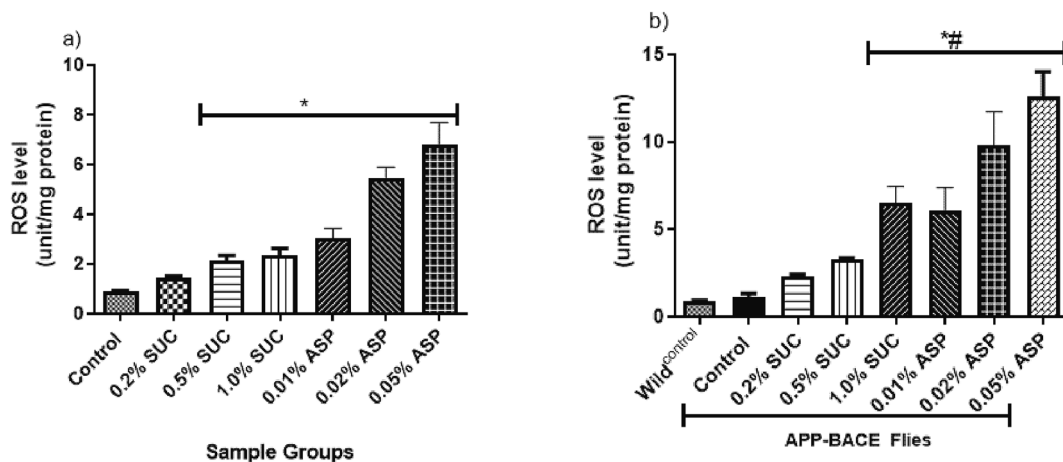 a)
ROS level
(unit/mg protein)
10
8
6
4
2
0
*
Control
0.2% SUC
0.5% SUC
1.0% SUC
0.01% ASP
0.02% ASP
0.05% ASP
Sample Groups
b)
ROS level
(unit/mg protein)
15
10
5
0
*#
Wild control
Control
0.2% SUC
0.5% SUC
1.0% SUC
0.01% ASP
0.02% ASP
0.05% ASP
APP-BACE Flies